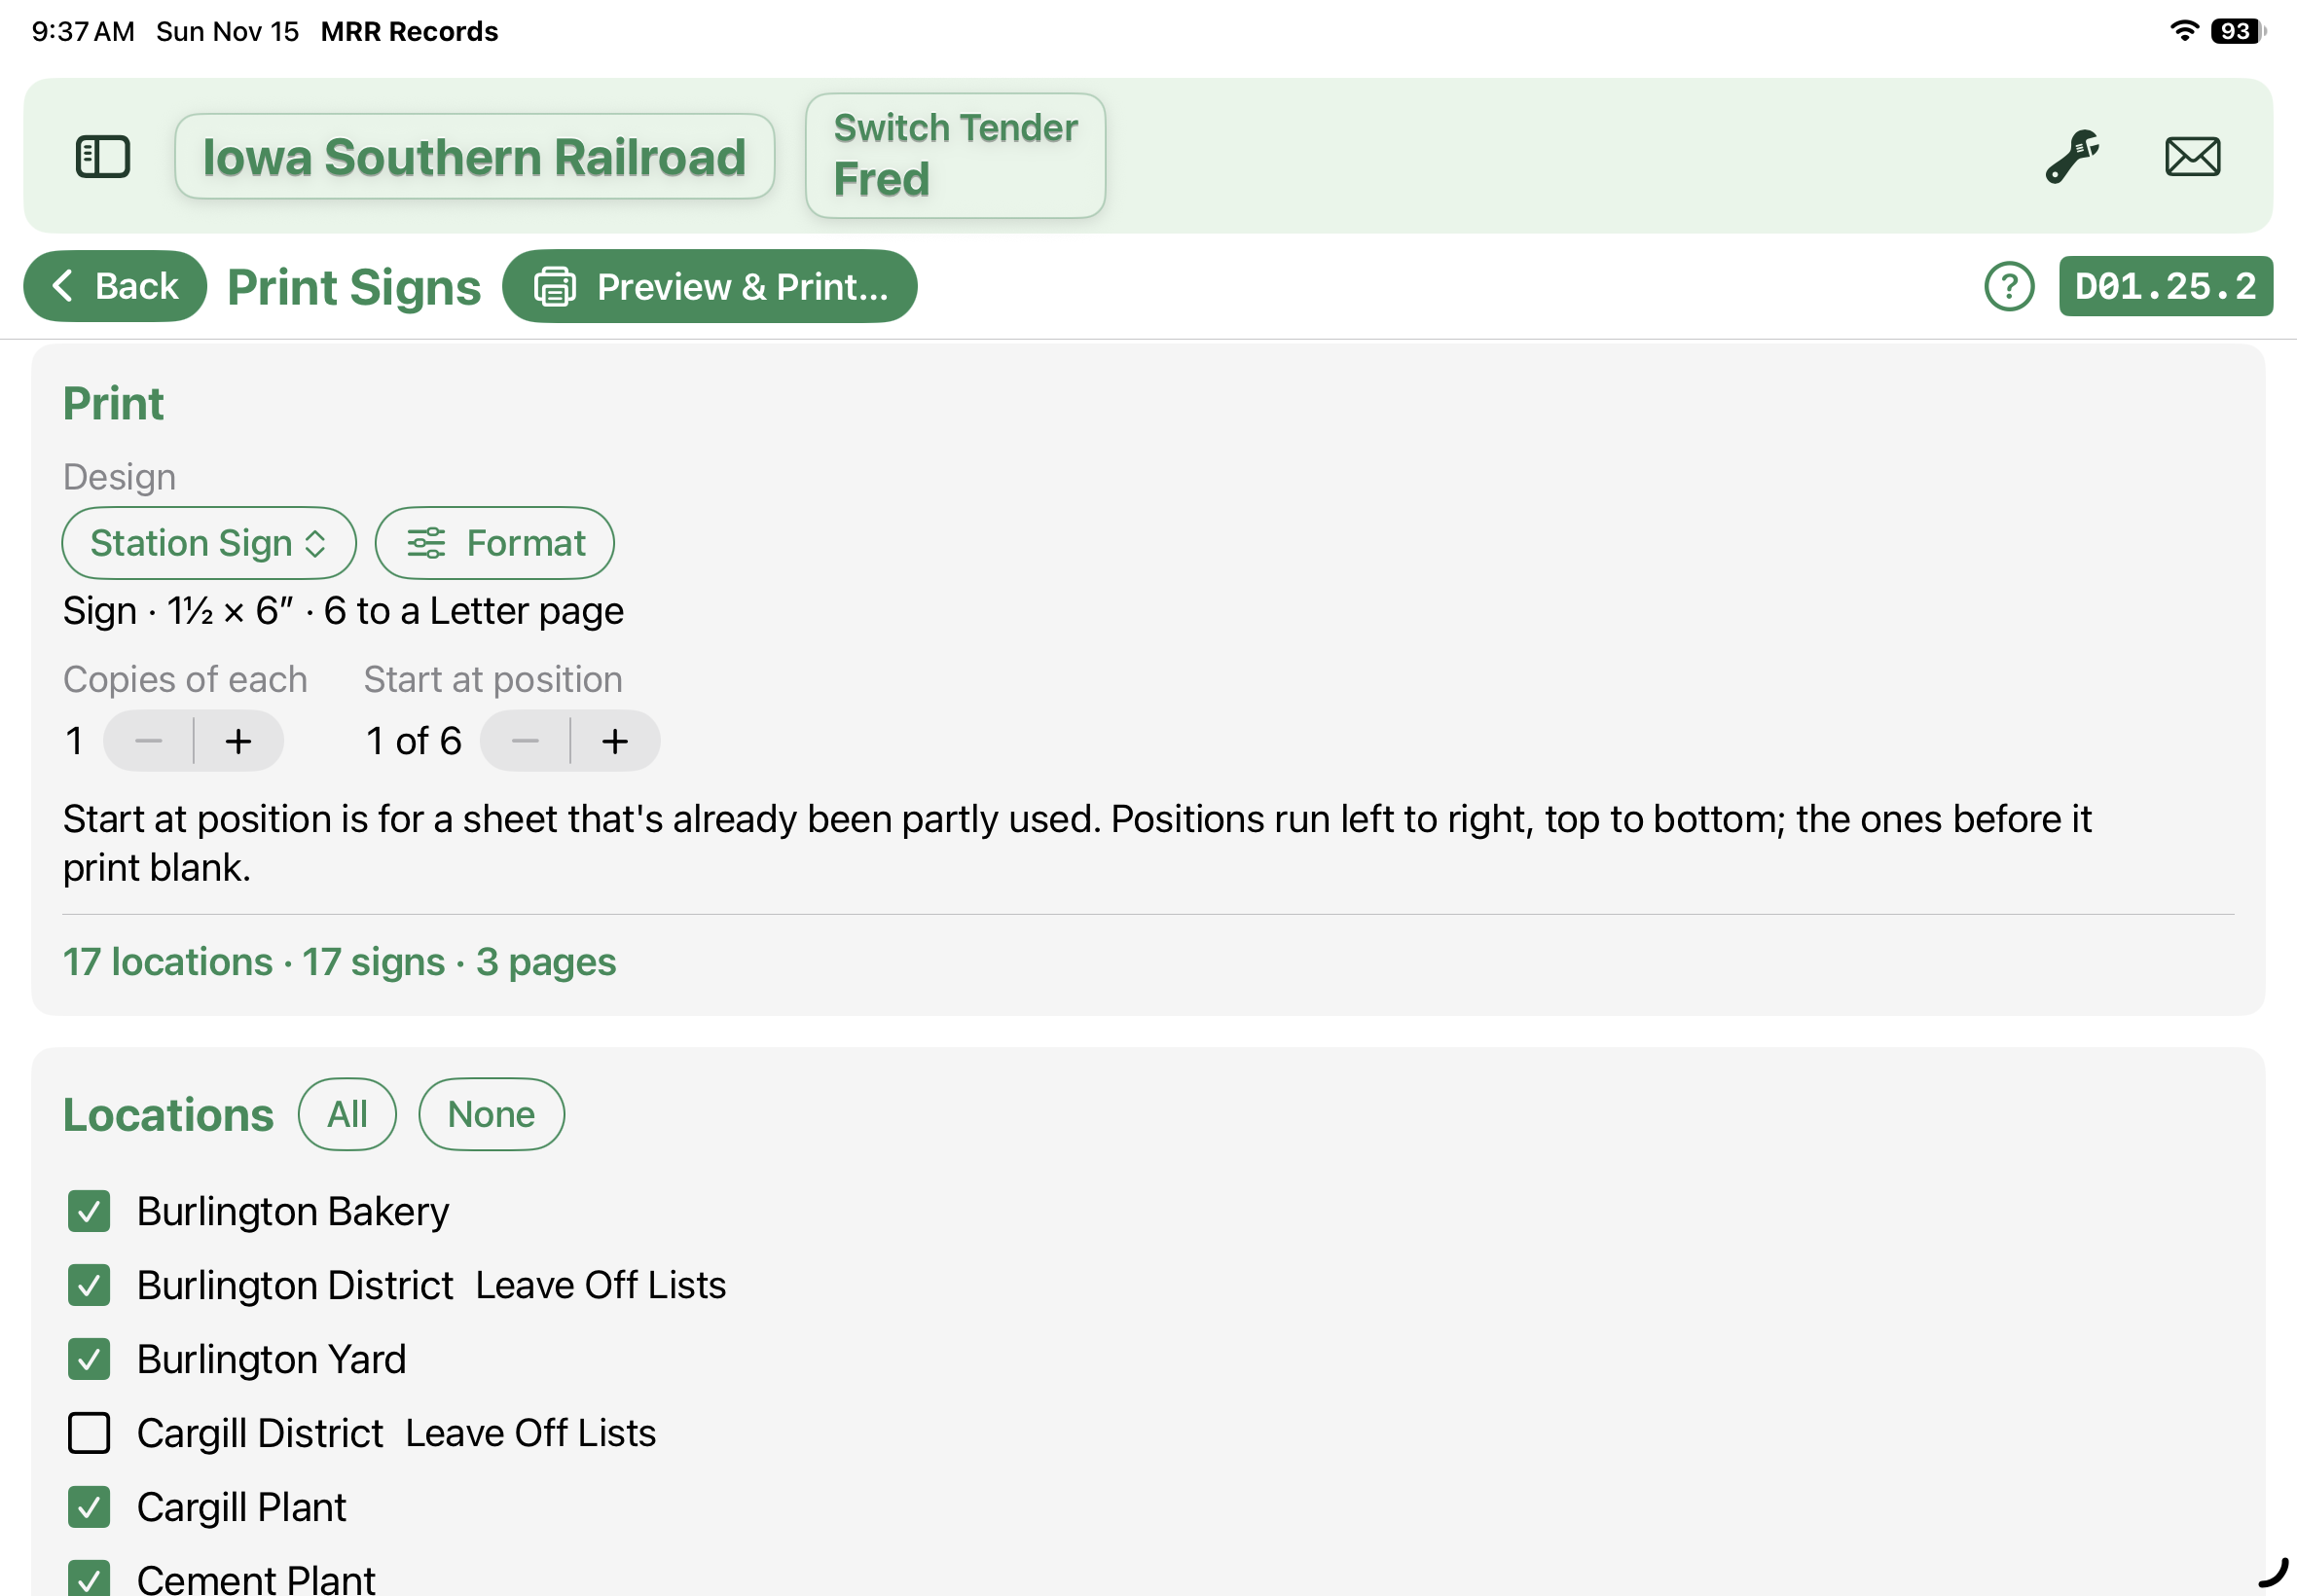 9:37 AM Sun Nov 15 MRR Records
93
Iowa Southern Railroad
Switch Tender
Fred
Back
Print Signs
Preview & Print...
?
D01.25.2
Print
Design
Station Sign
Format
Sign · 1½ × 6″ · 6 to a Letter page
Copies of each
Start at position
1
1 of 6
Start at position is for a sheet that's already been partly used. Positions run left to right, top to bottom; the ones before it
print blank.
17 locations · 17 signs · 3 pages
Locations
All
None
Burlington Bakery
Burlington District Leave Off Lists
Burlington Yard
Cargill District Leave Off Lists
Cargill Plant
Cement Plant